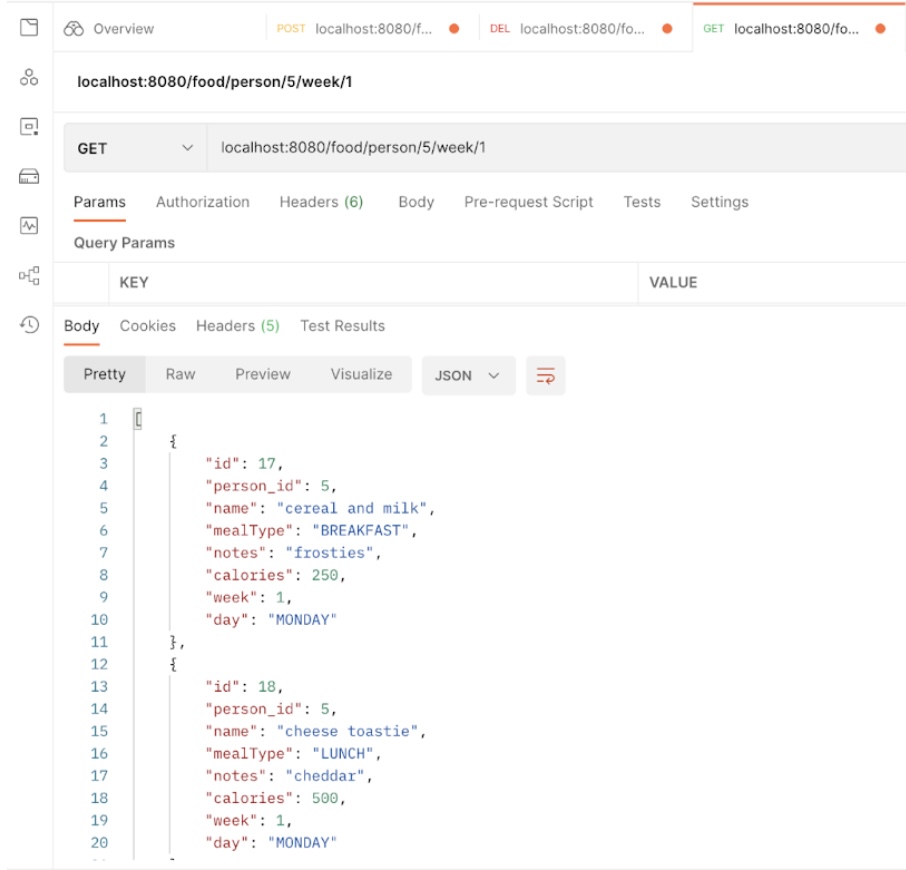 Overview POST localhost:8080/f... DEL localhost:8080/fo... GET localhost:8080/fo...
localhost:8080/food/person/5/week/1
GET localhost:8080/food/person/5/week/1
Params Authorization Headers (6) Body Pre-request Script Tests Settings
Query Params
KEY VALUE
Body Cookies Headers (5) Test Results
Pretty Raw Preview Visualize JSON
1 [
2 {
3 "id": 17,
4 "person_id": 5,
5 "name": "cereal and milk",
6 "mealType": "BREAKFAST",
7 "notes": "frosties",
8 "calories": 250,
9 "week": 1,
10 "day": "MONDAY"
11 },
12 {
13 "id": 18,
14 "person_id": 5,
15 "name": "cheese toastie",
16 "mealType": "LUNCH",
17 "notes": "cheddar",
18 "calories": 500,
19 "week": 1,
20 "day": "MONDAY"